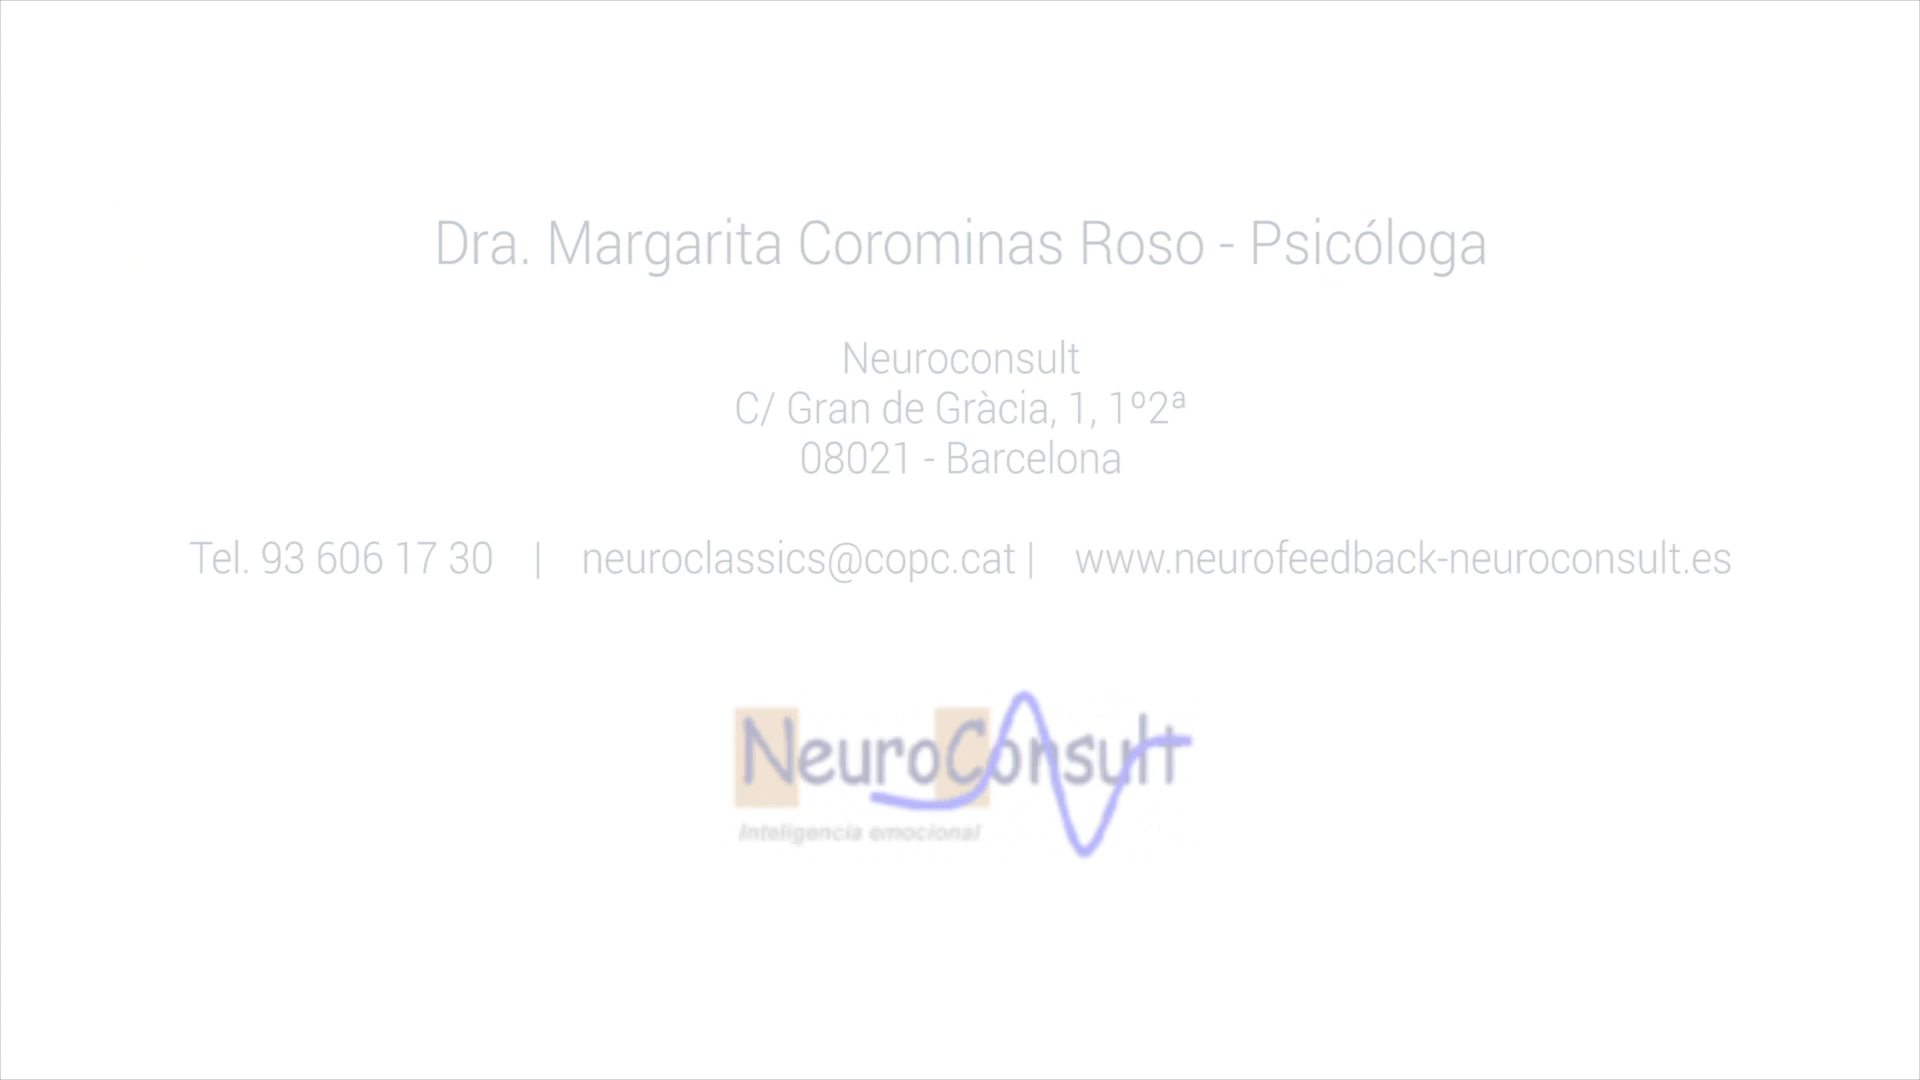 Dra. Margarita Corominas Roso - Psicóloga
Neuroconsult
C/ Gran de Gràcia, 1, 1º2ª
08021 - Barcelona
Tel. 93 606 17 30 | neuroclassics@copc.cat | www.neurofeedback-neuroconsult.es
NeuroConsult
Inteligencia emocional